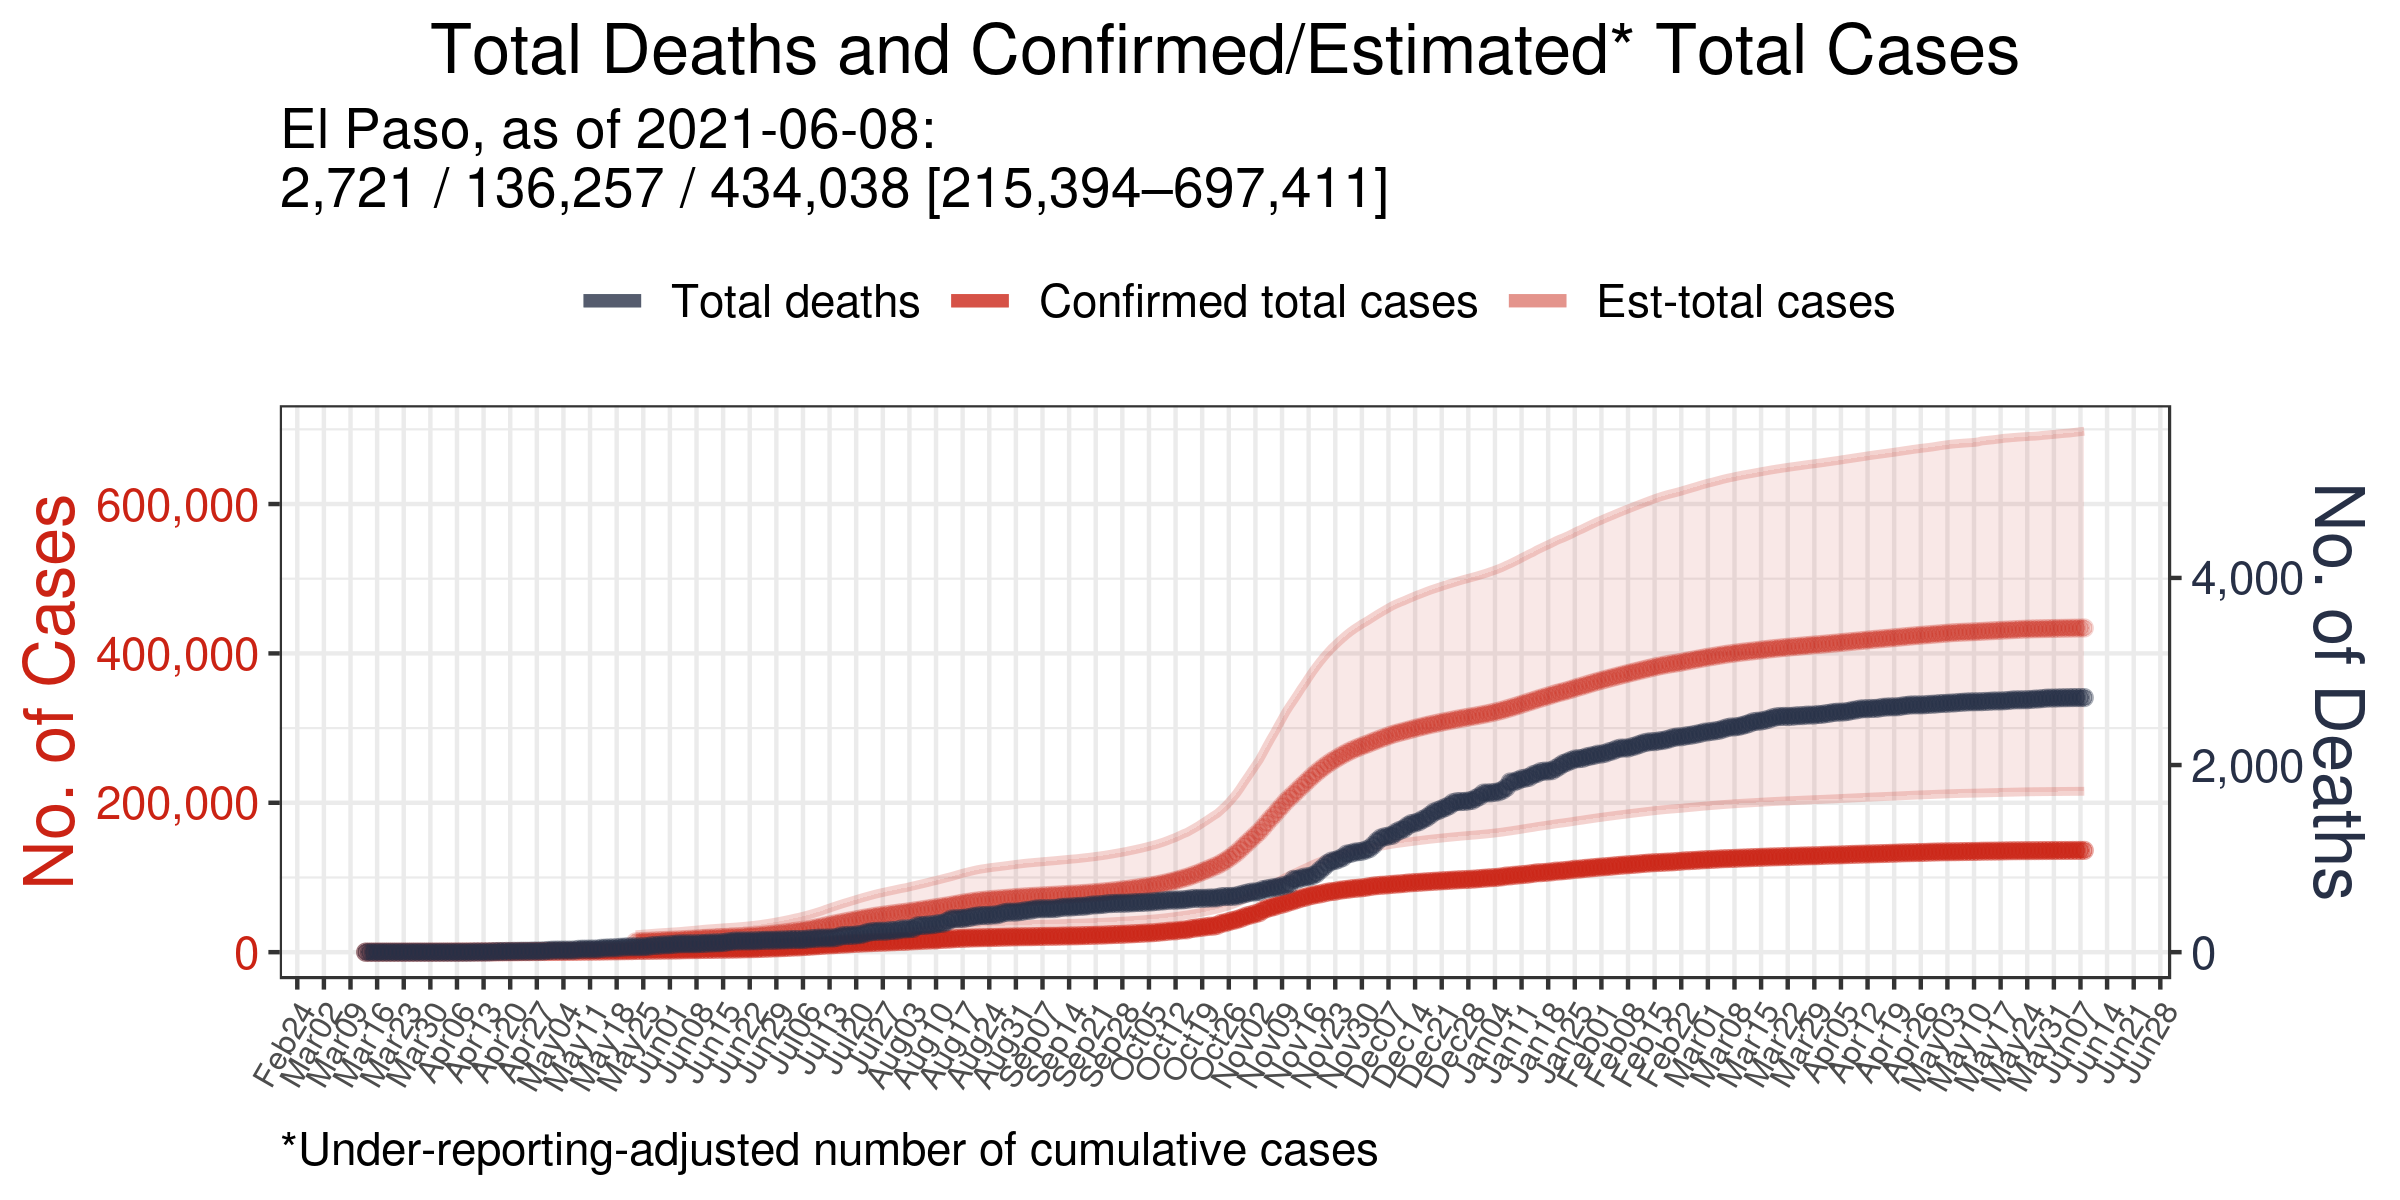 Total Deaths and Confirmed/Estimated* Total Cases
El Paso, as of 2021-06-08:
2,721 / 136,257 / 434,038 [215,394–697,411]
Total deaths Confirmed total cases Est-total cases
No. of Cases
600,000
400,000
200,000
0
4,000
2,000
0
No. of Deaths
Feb24 Mar02 Mar09 Mar16 Mar23 Mar30 Apr06 Apr13 Apr20 Apr27 May04 May11 May18 May25 Jun01 Jun08 Jun15 Jun22 Jun29 Jul06 Jul13 Jul20 Jul27 Aug03 Aug10 Aug17 Aug24 Aug31 Sep07 Sep14 Sep21 Sep28 Oct05 Oct12 Oct19 Oct26 Nov02 Nov09 Nov16 Nov23 Nov30 Dec07 Dec14 Dec21 Dec28 Jan04 Jan11 Jan18 Jan25 Feb01 Feb08 Feb15 Feb22 Mar01 Mar08 Mar15 Mar22 Mar29 Apr05 Apr12 Apr19 Apr26 May03 May10 May17 May24 May31 Jun07 Jun14 Jun21 Jun28
*Under-reporting-adjusted number of cumulative cases